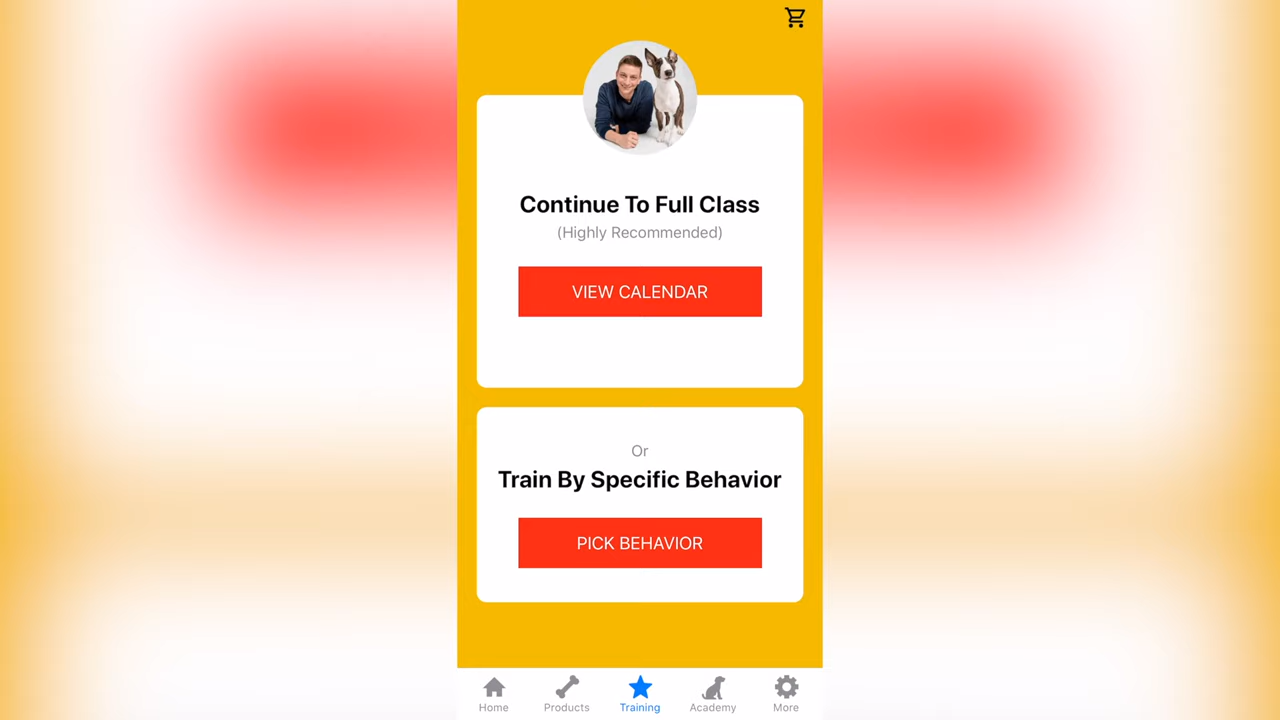 Continue To Full Class
(Highly Recommended)
VIEW CALENDAR
Or
Train By Specific Behavior
PICK BEHAVIOR
Home
Products
Training
Academy
More